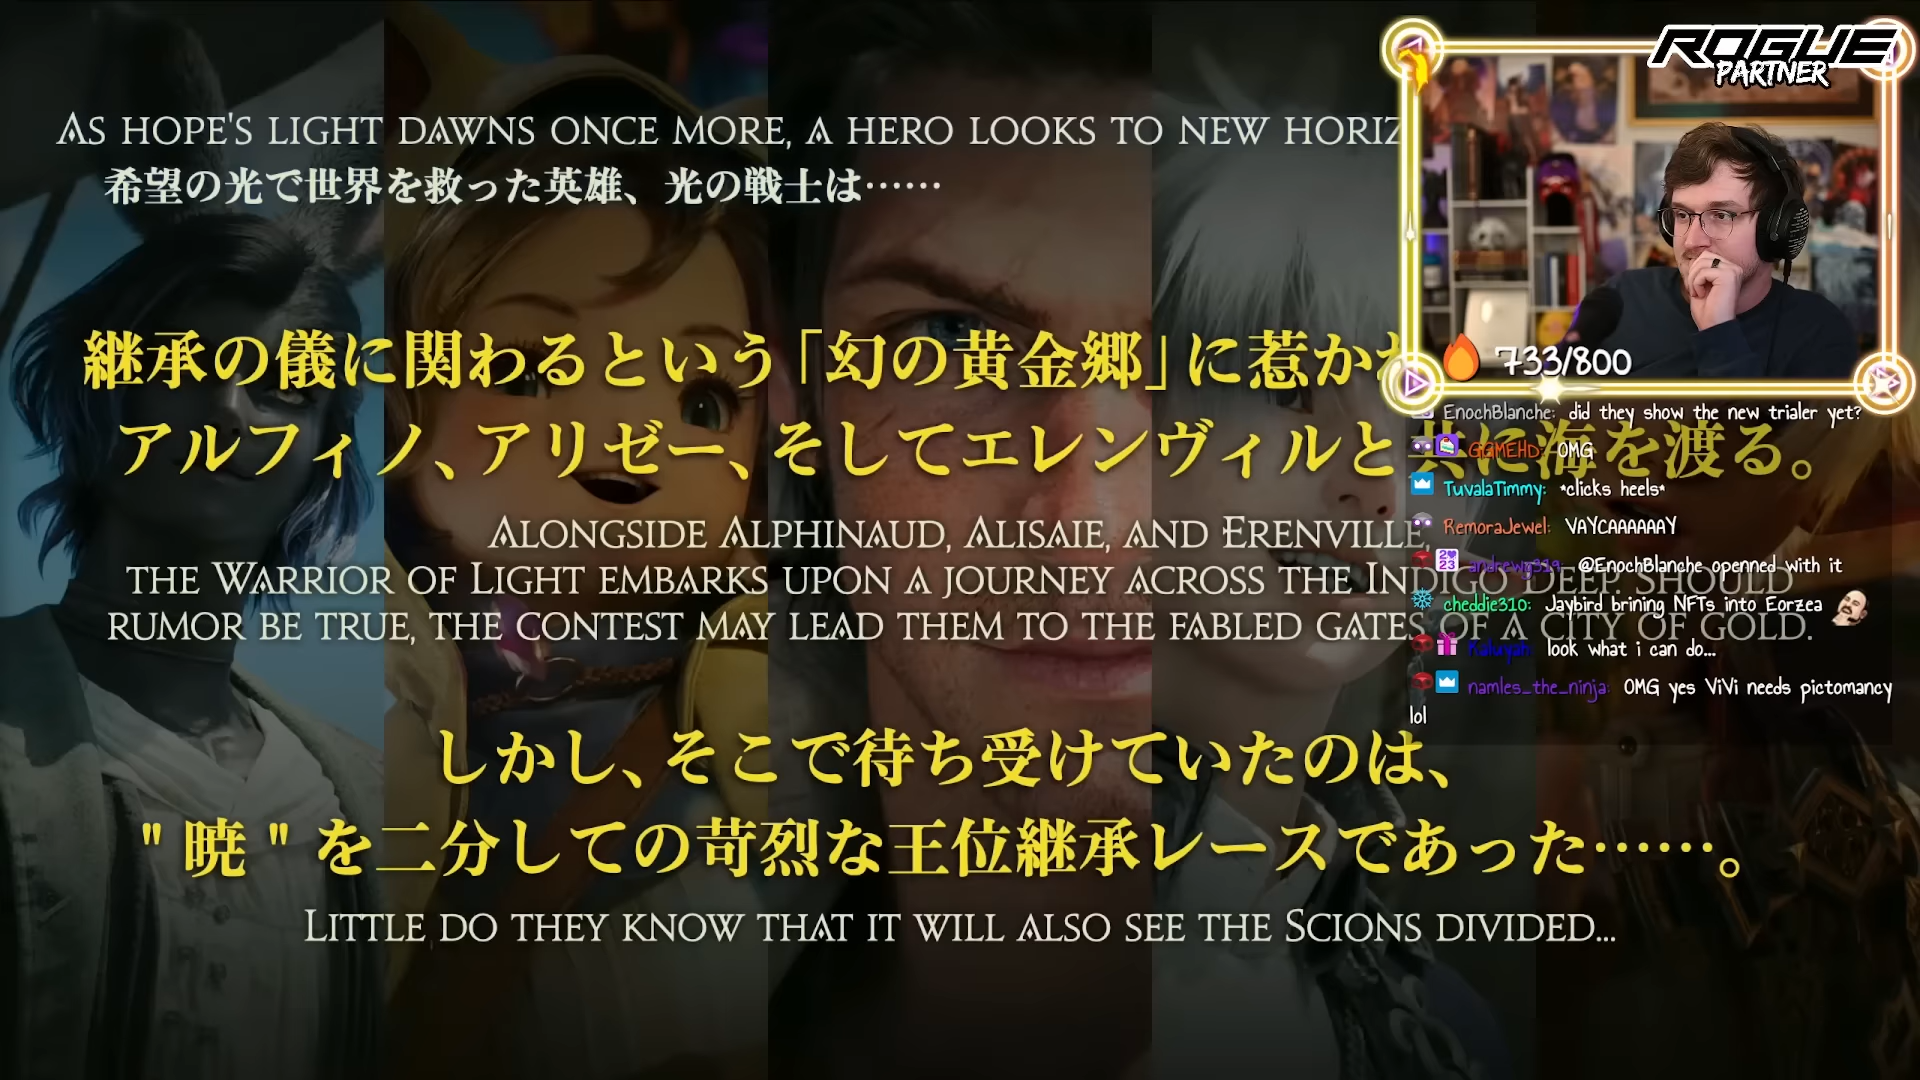 AS HOPE'S LIGHT DAWNS ONCE MORE, A HERO LOOKS TO NEW HORIZ
希望の光で世界を救った英雄、光の戦士は……
継承の儀に関わるという「幻の黄金郷」に惹か
アルフィノ、アリゼー、そしてエレンヴィルと共に海を渡る。
ALONGSIDE ALPHINAUD, ALISAIE, AND ERENVILLE,
THE WARRIOR OF LIGHT EMBARKS UPON A JOURNEY ACROSS THE INDIGO DEEP. SHOULD
RUMOR BE TRUE, THE CONTEST MAY LEAD THEM TO THE FABLED GATES OF A CITY OF GOLD.
しかし、そこで待ち受けていたのは、
"暁"を二分しての苛烈な王位継承レースであった……。
LITTLE DO THEY KNOW THAT IT WILL ALSO SEE THE SCIONS DIVIDED...
ROGUE
PARTNER
733/800
EnochBlanche: did they show the new trialer yet?
GGMEHD: OMG
TuvalaTimmy: *clicks heels*
RemoraJewel: VAYCAAAAAAY
@EnochBlanche openned with it
cheddie310: Jaybird brining NFTs into Eorzea
Kaluyah: look what i can do...
namles_the_ninja: OMG yes ViVi needs pictomancy
lol